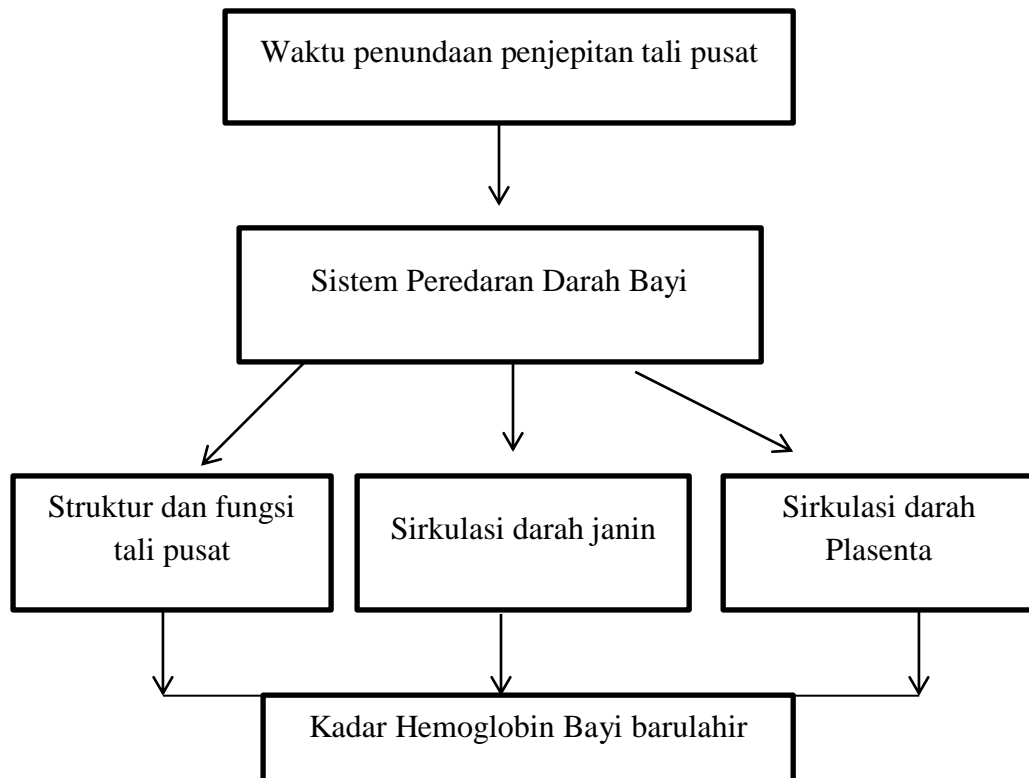 Waktu penundaan penjepitan tali pusat
Sistem Peredaran Darah Bayi
Struktur dan fungsi
tali pusat
Sirkulasi darah janin
Sirkulasi darah
Plasenta
Kadar Hemoglobin Bayi barulahir